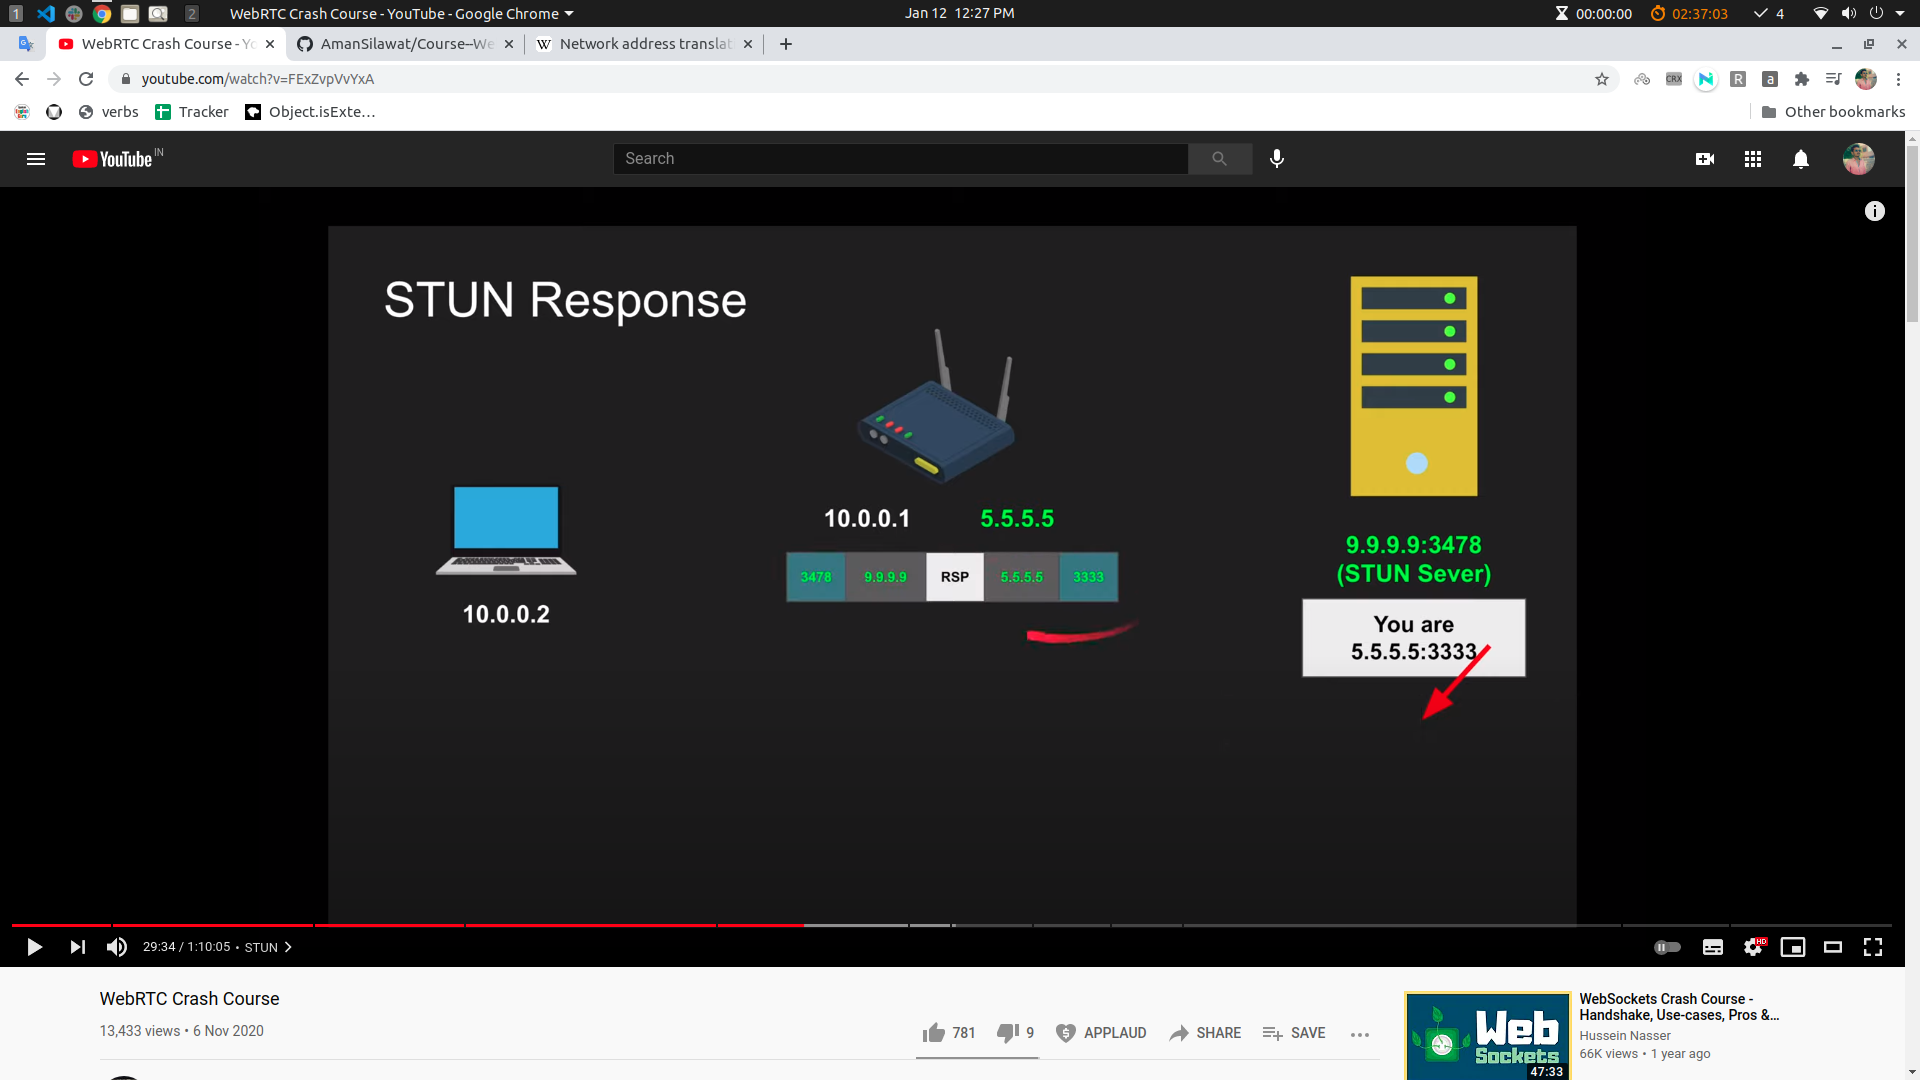 1
2
WebRTC Crash Course - YouTube - Google Chrome
Jan 12 12:27 PM
00:00:00
02:37:03
4
WebRTC Crash Course - Yo
AmanSilawat/Course--We
Network address translat
youtube.com/watch?v=FExZvpVvYxA
CRX
R
a
verbs
Tracker
Object.isExte…
Other bookmarks
YouTube IN
Search
STUN Response
10.0.0.1
5.5.5.5
3478 9.9.9.9 RSP 5.5.5.5 3333
10.0.0.2
9.9.9.9:3478
(STUN Sever)
You are
5.5.5.5:3333
29:34 / 1:10:05 • STUN
HD
WebRTC Crash Course
13,433 views • 6 Nov 2020
781
9
APPLAUD
SHARE
SAVE
Web
Sockets
47:33
WebSockets Crash Course -
Handshake, Use-cases, Pros &...
Hussein Nasser
66K views • 1 year ago